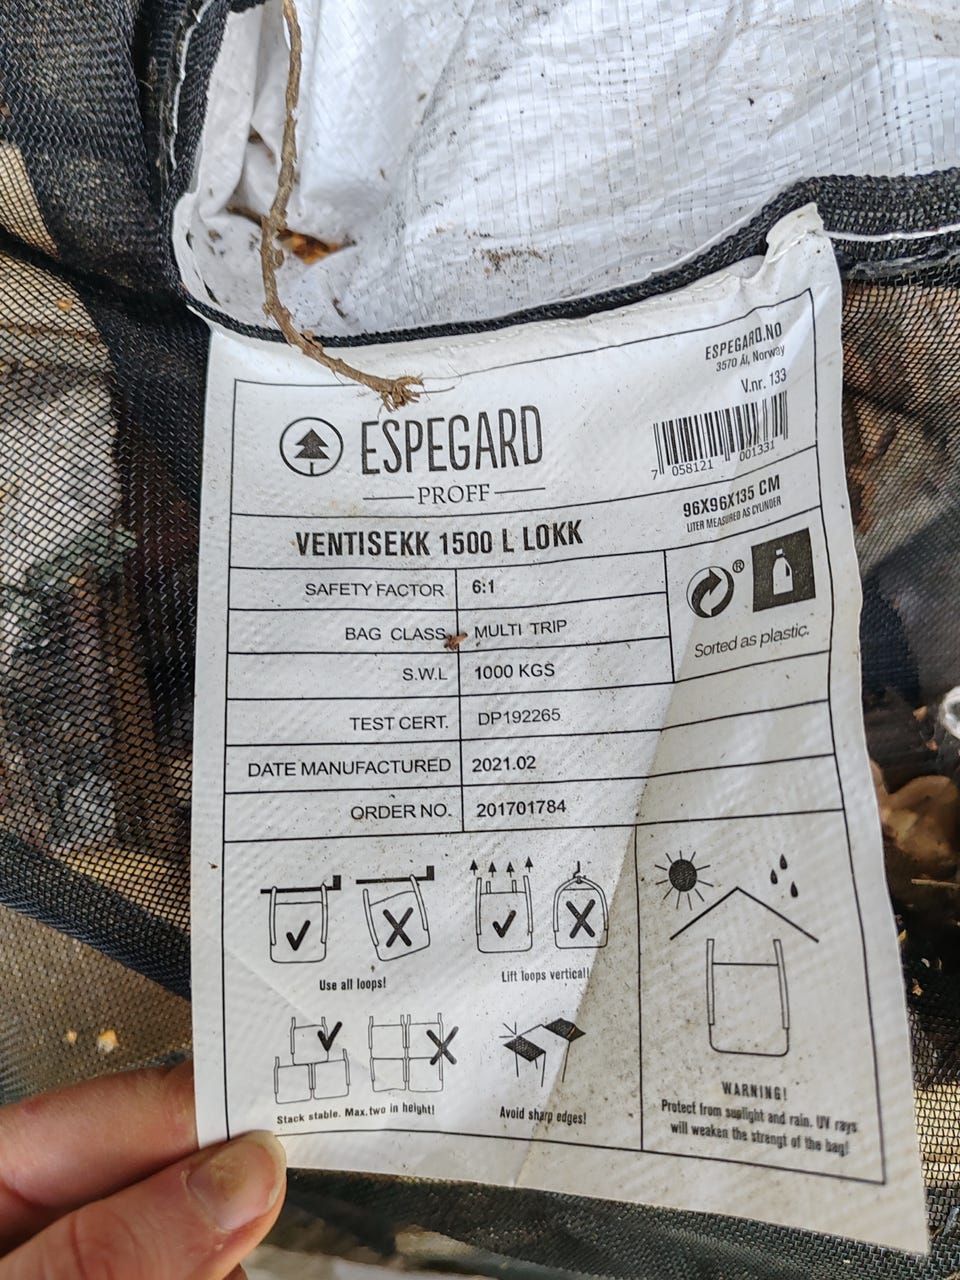 ESPEGARD.NO
3570 Ål, Norway
V.nr. 133
ESPEGARD
PROFF
7 058121 001331
VENTISEKK 1500 L LOKK
96X96X135 CM
LITER MEASURED AS CYLINDER
SAFETY FACTOR 6:1
BAG CLASS MULTI TRIP
S.W.L 1000 KGS
TEST CERT. DP192265
DATE MANUFACTURED 2021.02
ORDER NO. 201701784
®
Sorted as plastic.
Use all loops!
Lift loops vertical!
Stack stable. Max.two in height!
Avoid sharp edges!
WARNING!
Protect from sunlight and rain. UV rays
will weaken the strengt of the bag!